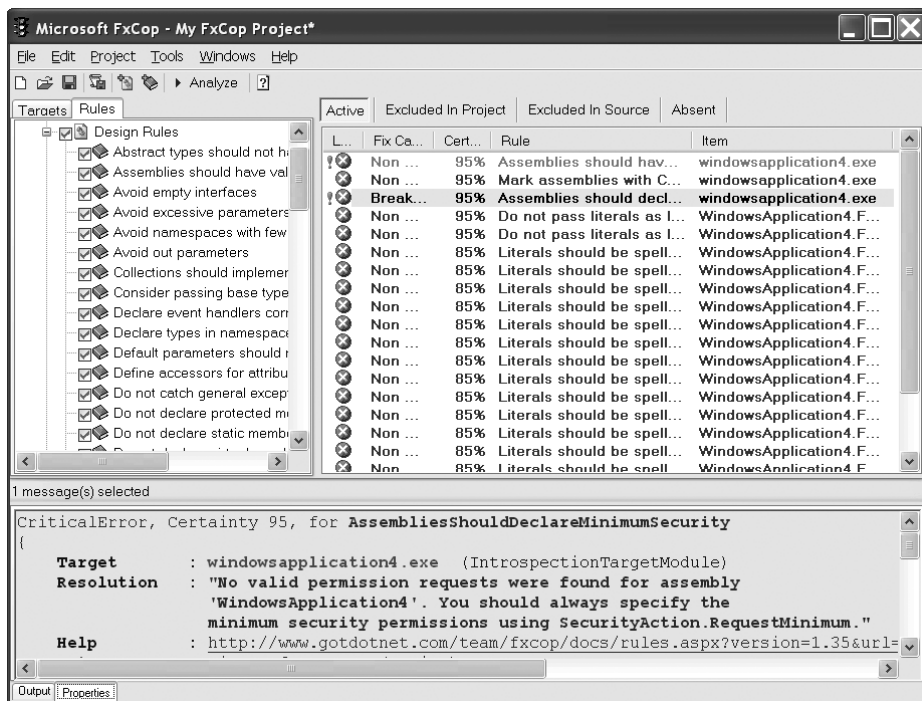 Microsoft FxCop - My FxCop Project*
File Edit Project Tools Windows Help
Analyze
Targets Rules
Design Rules
Abstract types should not h
Assemblies should have val
Avoid empty interfaces
Avoid excessive parameters
Avoid namespaces with few
Avoid out parameters
Collections should implemen
Consider passing base type
Declare event handlers corr
Declare types in namespace
Default parameters should r
Define accessors for attribu
Do not catch general except
Do not declare protected m
Do not declare static memb
Active Excluded In Project Excluded In Source Absent
L... Fix Ca... Cert... Rule Item
Non ... 95% Assemblies should hav... windowsapplication4.exe
Non ... 95% Mark assemblies with C... windowsapplication4.exe
Break... 95% Assemblies should decl... windowsapplication4.exe
Non ... 95% Do not pass literals as l... WindowsApplication4.F...
Non ... 95% Do not pass literals as l... WindowsApplication4.F...
Non ... 85% Literals should be spell... WindowsApplication4.F...
Non ... 85% Literals should be spell... WindowsApplication4.F...
Non ... 85% Literals should be spell... WindowsApplication4.F...
Non ... 85% Literals should be spell... WindowsApplication4.F...
Non ... 85% Literals should be spell... WindowsApplication4.F...
Non ... 85% Literals should be spell... WindowsApplication4.F...
Non ... 85% Literals should be spell... WindowsApplication4.F...
Non ... 85% Literals should be spell... WindowsApplication4.F...
Non ... 85% Literals should be spell... WindowsApplication4.F...
Non ... 85% Literals should be spell... WindowsApplication4.F...
Non ... 85% Literals should be spell... WindowsApplication4.F...
Non ... 85% Literals should be spell... WindowsApplication4.F...
Non 85% Literals should be spell WindowsApplication4 F
1 message(s) selected
CriticalError, Certainty 95, for AssembliesShouldDeclareMinimumSecurity
{
Target : windowsapplication4.exe (IntrospectionTargetModule)
Resolution : "No valid permission requests were found for assembly
'WindowsApplication4'. You should always specify the
minimum security permissions using SecurityAction.RequestMinimum."
Help : http://www.gotdotnet.com/team/fxcop/docs/rules.aspx?version=1.35&url=
Output Properties